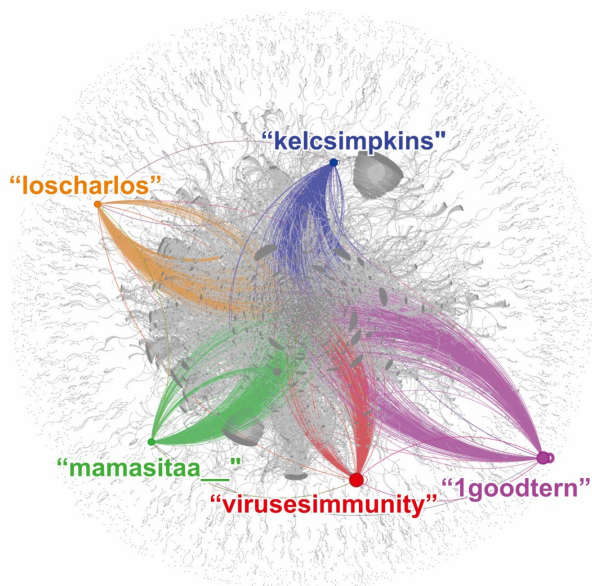 “kelcsimpkins"
“loscharlos”
“mamasitaa__"
“1goodtern”
“virusesimmunity”